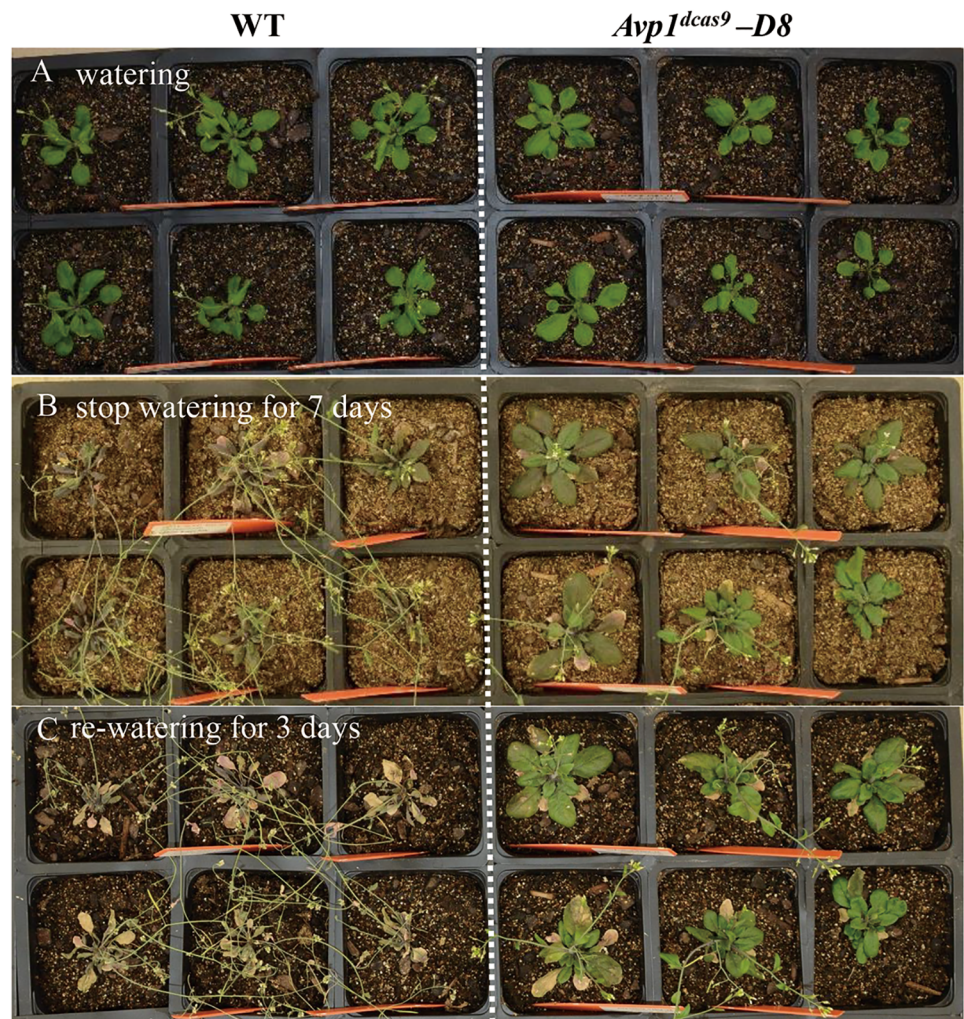 WT
Avp1dcas9 –D8
A watering
B stop watering for 7 days
C re-watering for 3 days